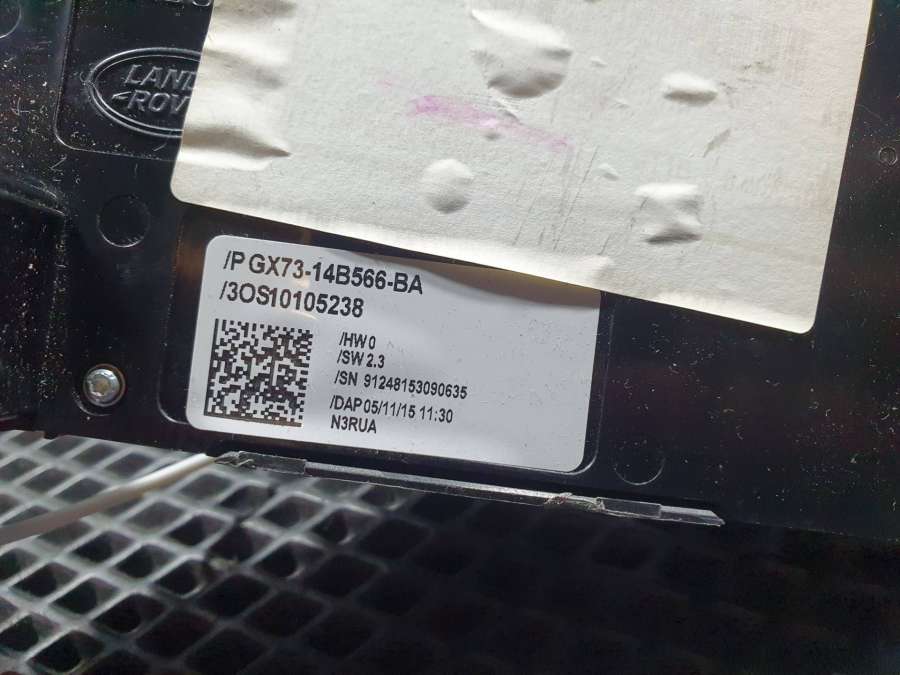 LAND
ROV
/P GX73-14B566-BA
/3OS10105238
/HW 0
/SW 2.3
/SN 91248153090635
/DAP 05/11/15 11:30
N3RUA